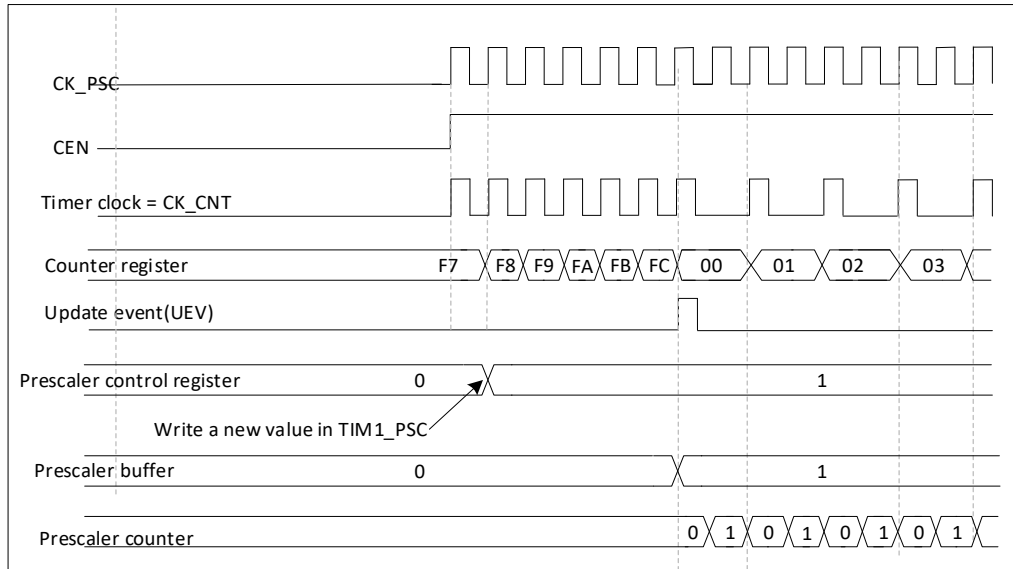 CK_PSC
CEN
Timer clock = CK_CNT
Counter register F7 F8 F9 FA FB FC 00 01 02 03
Update event(UEV)
Prescaler control register 0 1
Write a new value in TIM1_PSC
Prescaler buffer 0 1
Prescaler counter 0 1 0 1 0 1 0 1